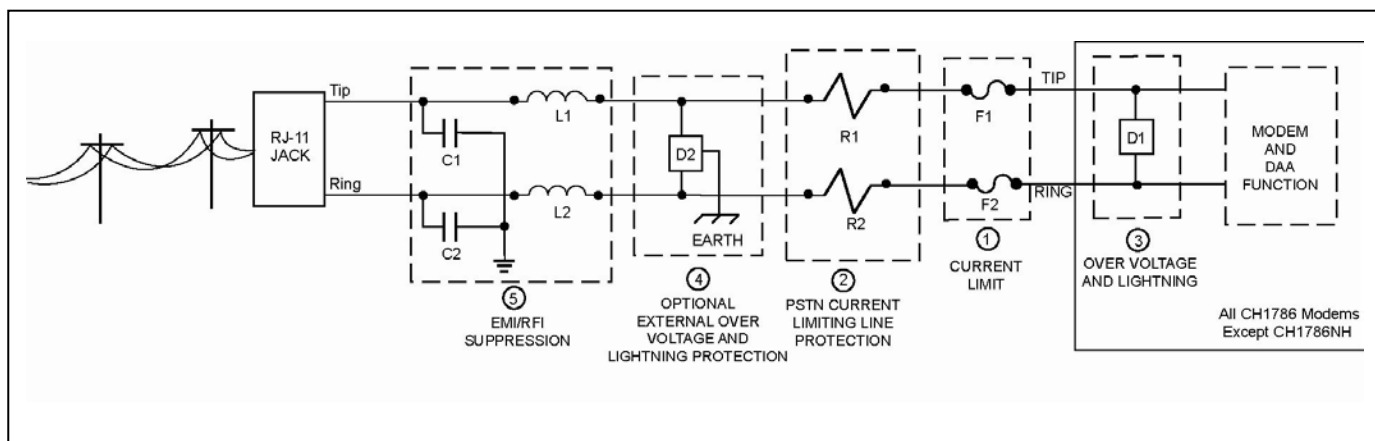 RJ-11
JACK
Tip
Ring
C1
C2
L1
L2
5
EMI/RFI
SUPPRESSION
D2
EARTH
4
OPTIONAL
EXTERNAL OVER
VOLTAGE AND
LIGHTNING PROTECTION
R1
R2
2
PSTN CURRENT
LIMITING LINE
PROTECTION
F1
F2
1
CURRENT
LIMIT
TIP
RING
D1
3
OVER VOLTAGE
AND LIGHTNING
MODEM
AND
DAA
FUNCTION
All CH1786 Modems
Except CH1786NH